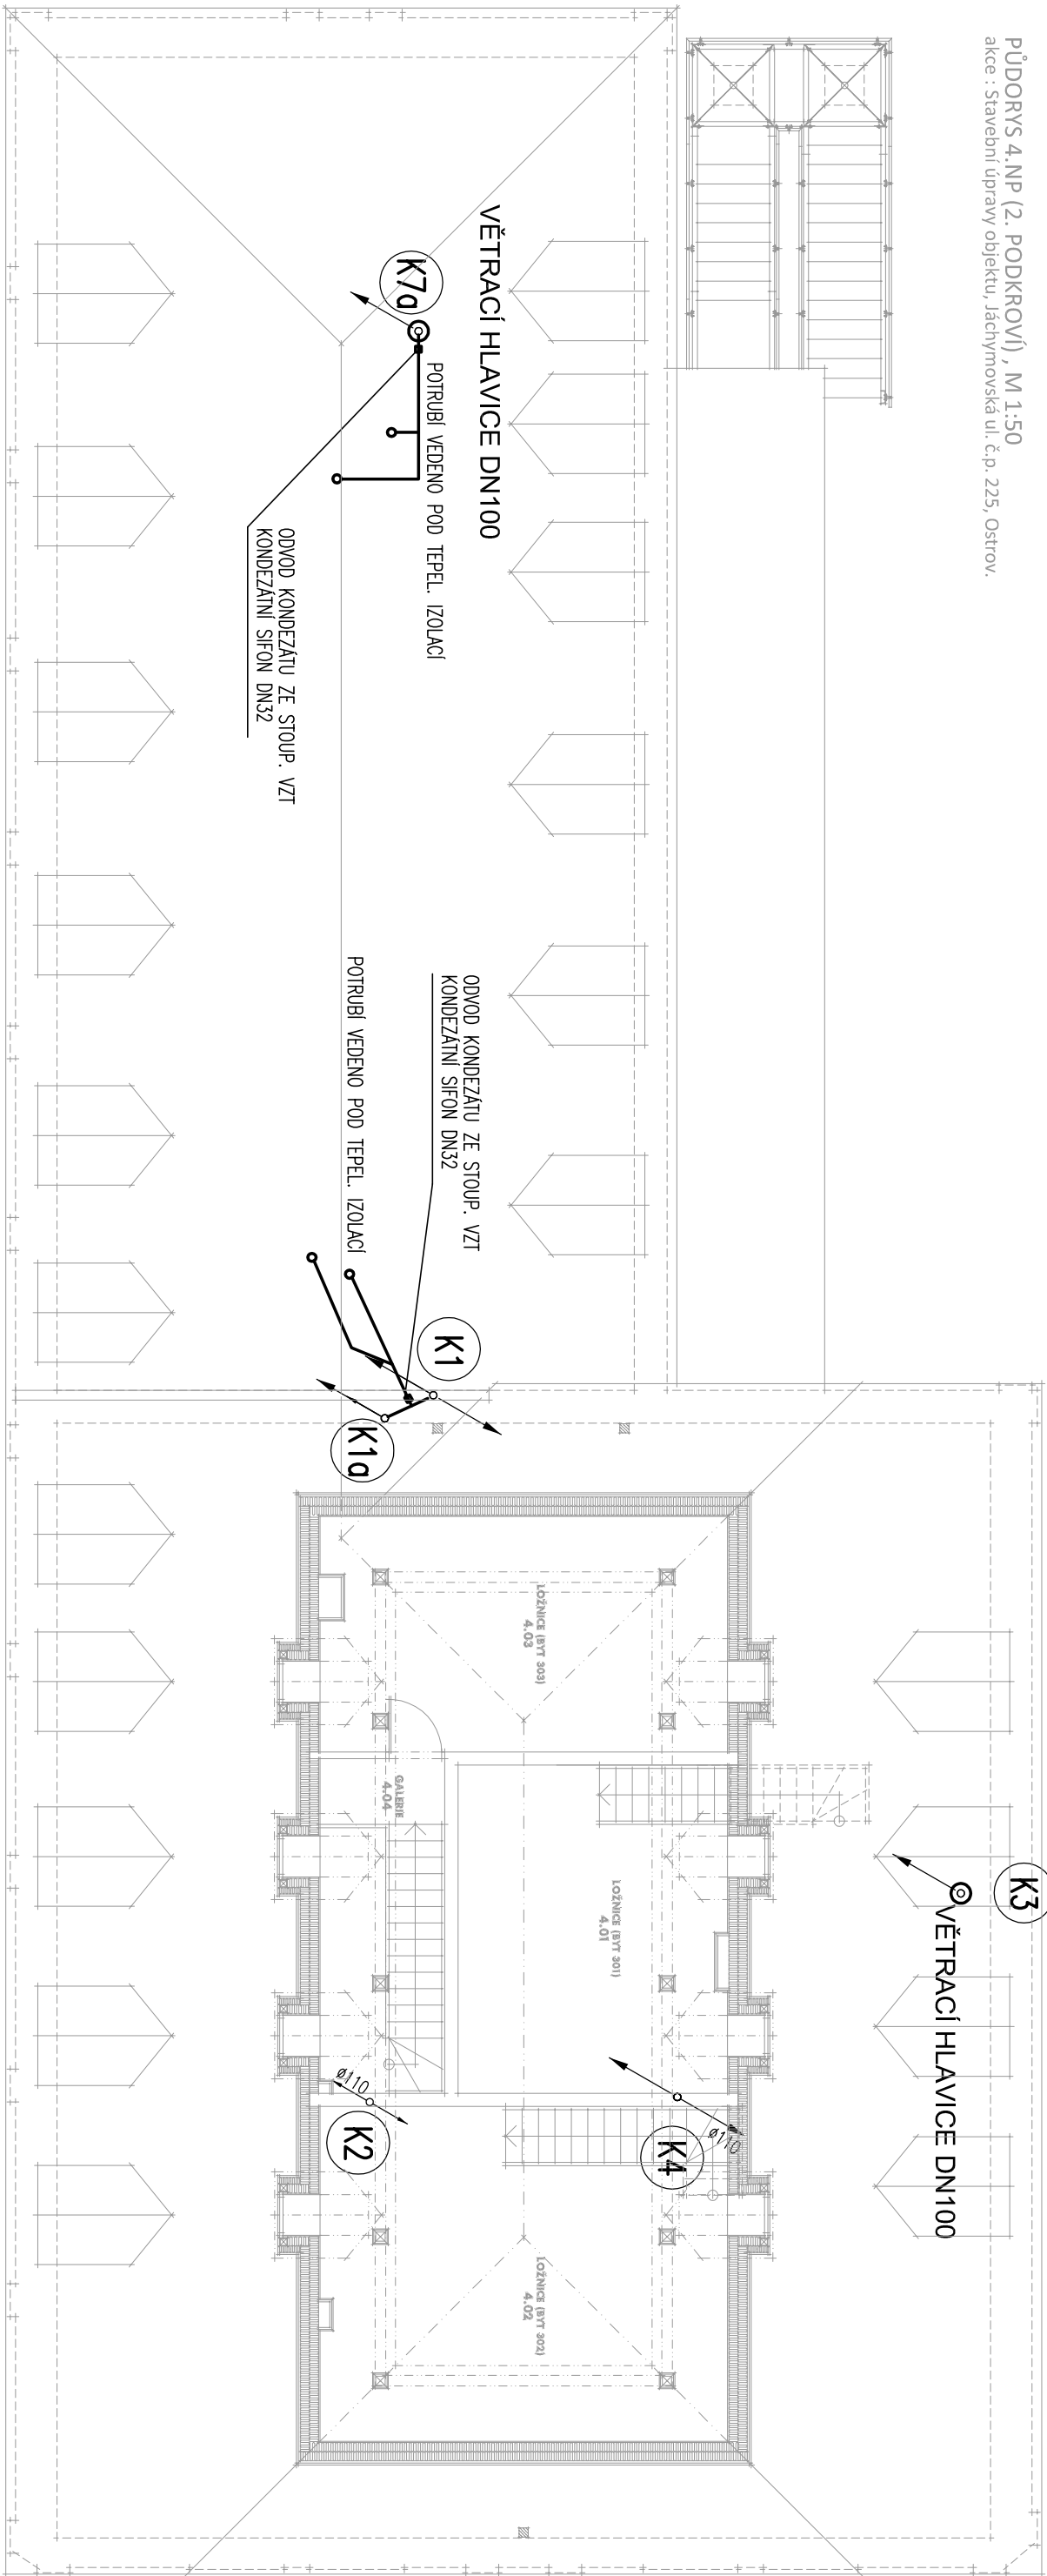 PŮDORYS 4.NP (2. PODKROVÍ) , M 1:50
akce : Stavební úpravy objektu, Jáchymovská ul. č.p. 225, Ostrov.
VĚTRACÍ HLAVICE DN100
K7a
POTRUBÍ VEDENO POD TEPEL. IZOLACÍ
ODVOD KONDEZÁTU ZE STOUP. VZT
KONDEZÁTNÍ SIFON DN32
ODVOD KONDEZÁTU ZE STOUP. VZT
KONDEZÁTNÍ SIFON DN32
POTRUBÍ VEDENO POD TEPEL. IZOLACÍ
K1
K1a
LOŽNICE (BYT 303)
4.03
GALERIE
4.04
LOŽNICE (BYT 301)
4.01
K3
VĚTRACÍ HLAVICE DN100
ø110
K2
ø110
K4
LOŽNICE (BYT 302)
4.02